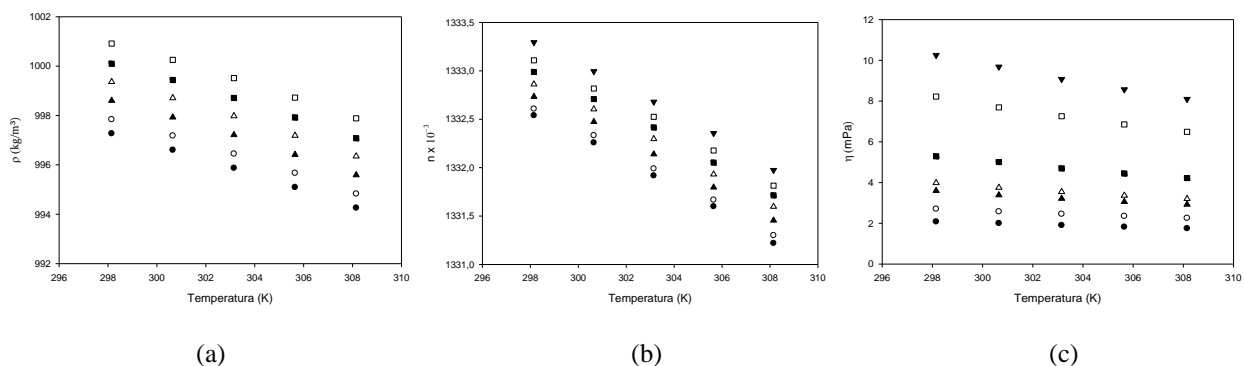 1002
1000
998
996
994
992
ρ (kg/m³)
296 298 300 302 304 306 308 310
Temperatura (K)
(a)
1333,5
1333,0
1332,5
1332,0
1331,5
1331,0
n x 10⁻³
296 298 300 302 304 306 308 310
Temperatura (K)
(b)
12
10
8
6
4
2
0
η (mPa)
296 298 300 302 304 306 308 310
Temperatura (K)
(c)